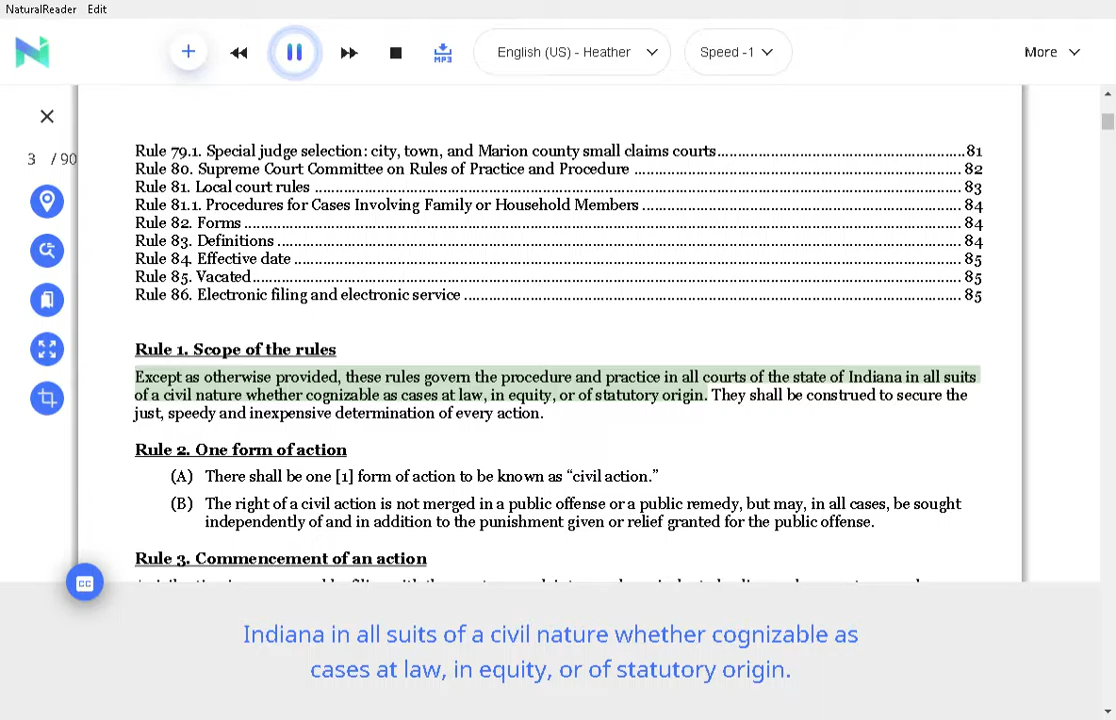 NaturalReader Edit
MP3
English (US) - Heather
Speed -1
More
3 / 90
Rule 79.1. Special judge selection: city, town, and Marion county small claims courts 81
Rule 80. Supreme Court Committee on Rules of Practice and Procedure 82
Rule 81. Local court rules 83
Rule 81.1. Procedures for Cases Involving Family or Household Members 84
Rule 82. Forms 84
Rule 83. Definitions 84
Rule 84. Effective date 85
Rule 85. Vacated 85
Rule 86. Electronic filing and electronic service 85
Rule 1. Scope of the rules
Except as otherwise provided, these rules govern the procedure and practice in all courts of the state of Indiana in all suits
of a civil nature whether cognizable as cases at law, in equity, or of statutory origin. They shall be construed to secure the
just, speedy and inexpensive determination of every action.
Rule 2. One form of action
(A) There shall be one [1] form of action to be known as “civil action.”
(B) The right of a civil action is not merged in a public offense or a public remedy, but may, in all cases, be sought
independently of and in addition to the punishment given or relief granted for the public offense.
Rule 3. Commencement of an action
CC
Indiana in all suits of a civil nature whether cognizable as
cases at law, in equity, or of statutory origin.